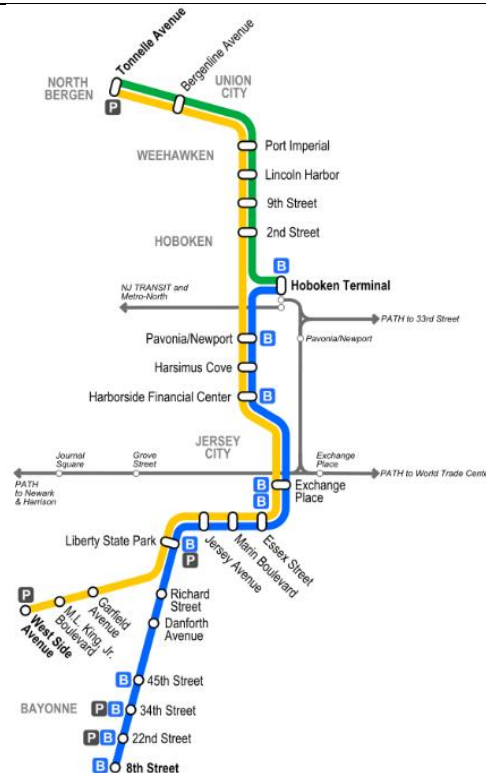 Tonnelle Avenue
Bergenline Avenue
NORTH
BERGEN
UNION
CITY
P
Port Imperial
WEEHAWKEN
Lincoln Harbor
9th Street
2nd Street
HOBOKEN
B
Hoboken Terminal
NJ TRANSIT and
Metro-North
PATH to 33rd Street
Pavonia/Newport
B
Pavonia/Newport
Harsimus Cove
Harborside Financial Center
B
JERSEY
CITY
Journal
Square
Grove
Street
Exchange
Place
PATH
to Newark
& Harrison
PATH to World Trade Cente
B
B
Exchange
Place
Liberty State Park
B
P
Jersey Avenue
Marin Boulevard
Essex Street
P
West Side
Avenue
M.L. King, Jr.
Boulevard
Garfield
Avenue
Richard
Street
Danforth
Avenue
B
45th Street
BAYONNE
P
B
34th Street
P
B
22nd Street
B
8th Street